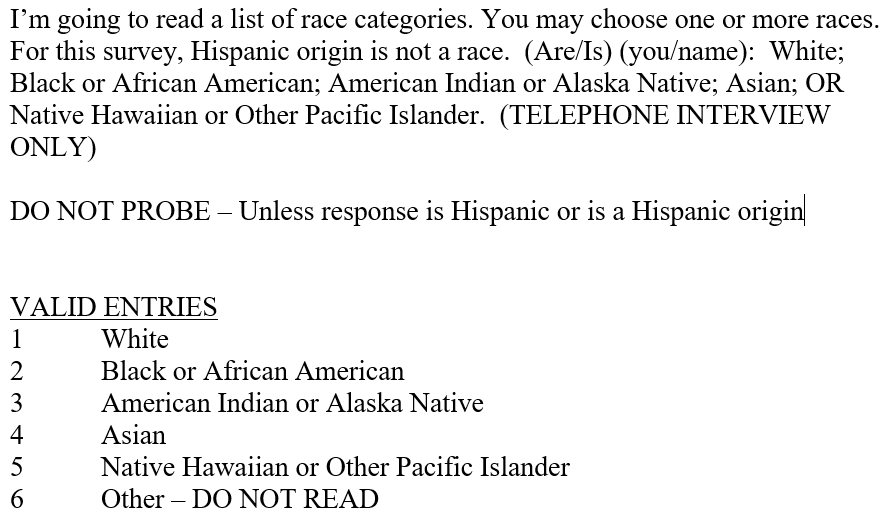 I’m going to read a list of race categories. You may choose one or more races.
For this survey, Hispanic origin is not a race. (Are/Is) (you/name): White;
Black or African American; American Indian or Alaska Native; Asian; OR
Native Hawaiian or Other Pacific Islander. (TELEPHONE INTERVIEW
ONLY)
DO NOT PROBE – Unless response is Hispanic or is a Hispanic origin
VALID ENTRIES
1 White
2 Black or African American
3 American Indian or Alaska Native
4 Asian
5 Native Hawaiian or Other Pacific Islander
6 Other – DO NOT READ